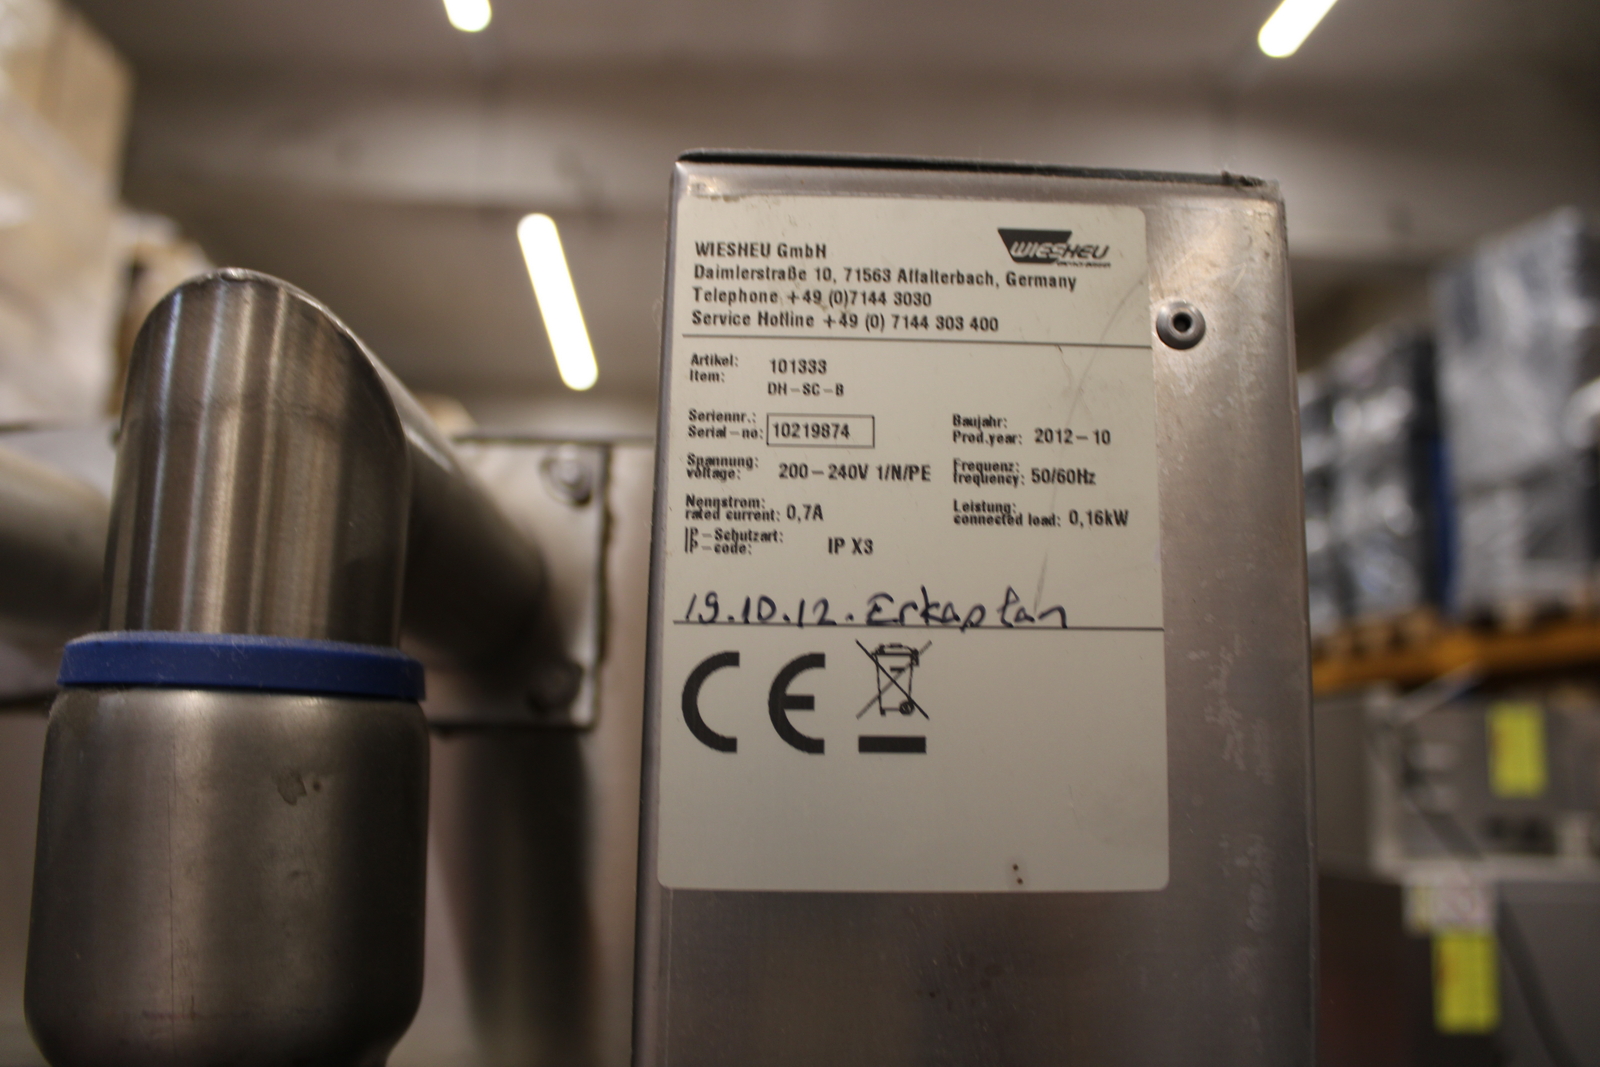 WIESHEU GmbH
WIESHEU
Daimlerstraße 10, 71563 Affalterbach, Germany
Telephone +49 (0)7144 3030
Service Hotline +49 (0) 7144 303 400
Artikel:
Item:
101333
DH-SC-B
Seriennr.:
Serial-no: 10219874
Baujahr:
Prod.year: 2012-10
Spannung:
voltage: 200-240V 1/N/PE
Frequenz:
frequency: 50/60Hz
Nennstrom:
rated current: 0,7A
Leistung:
connected load: 0,16kW
IP-Schutzart:
IP-code: IP X3
19.10.12. Erkaplan
CE